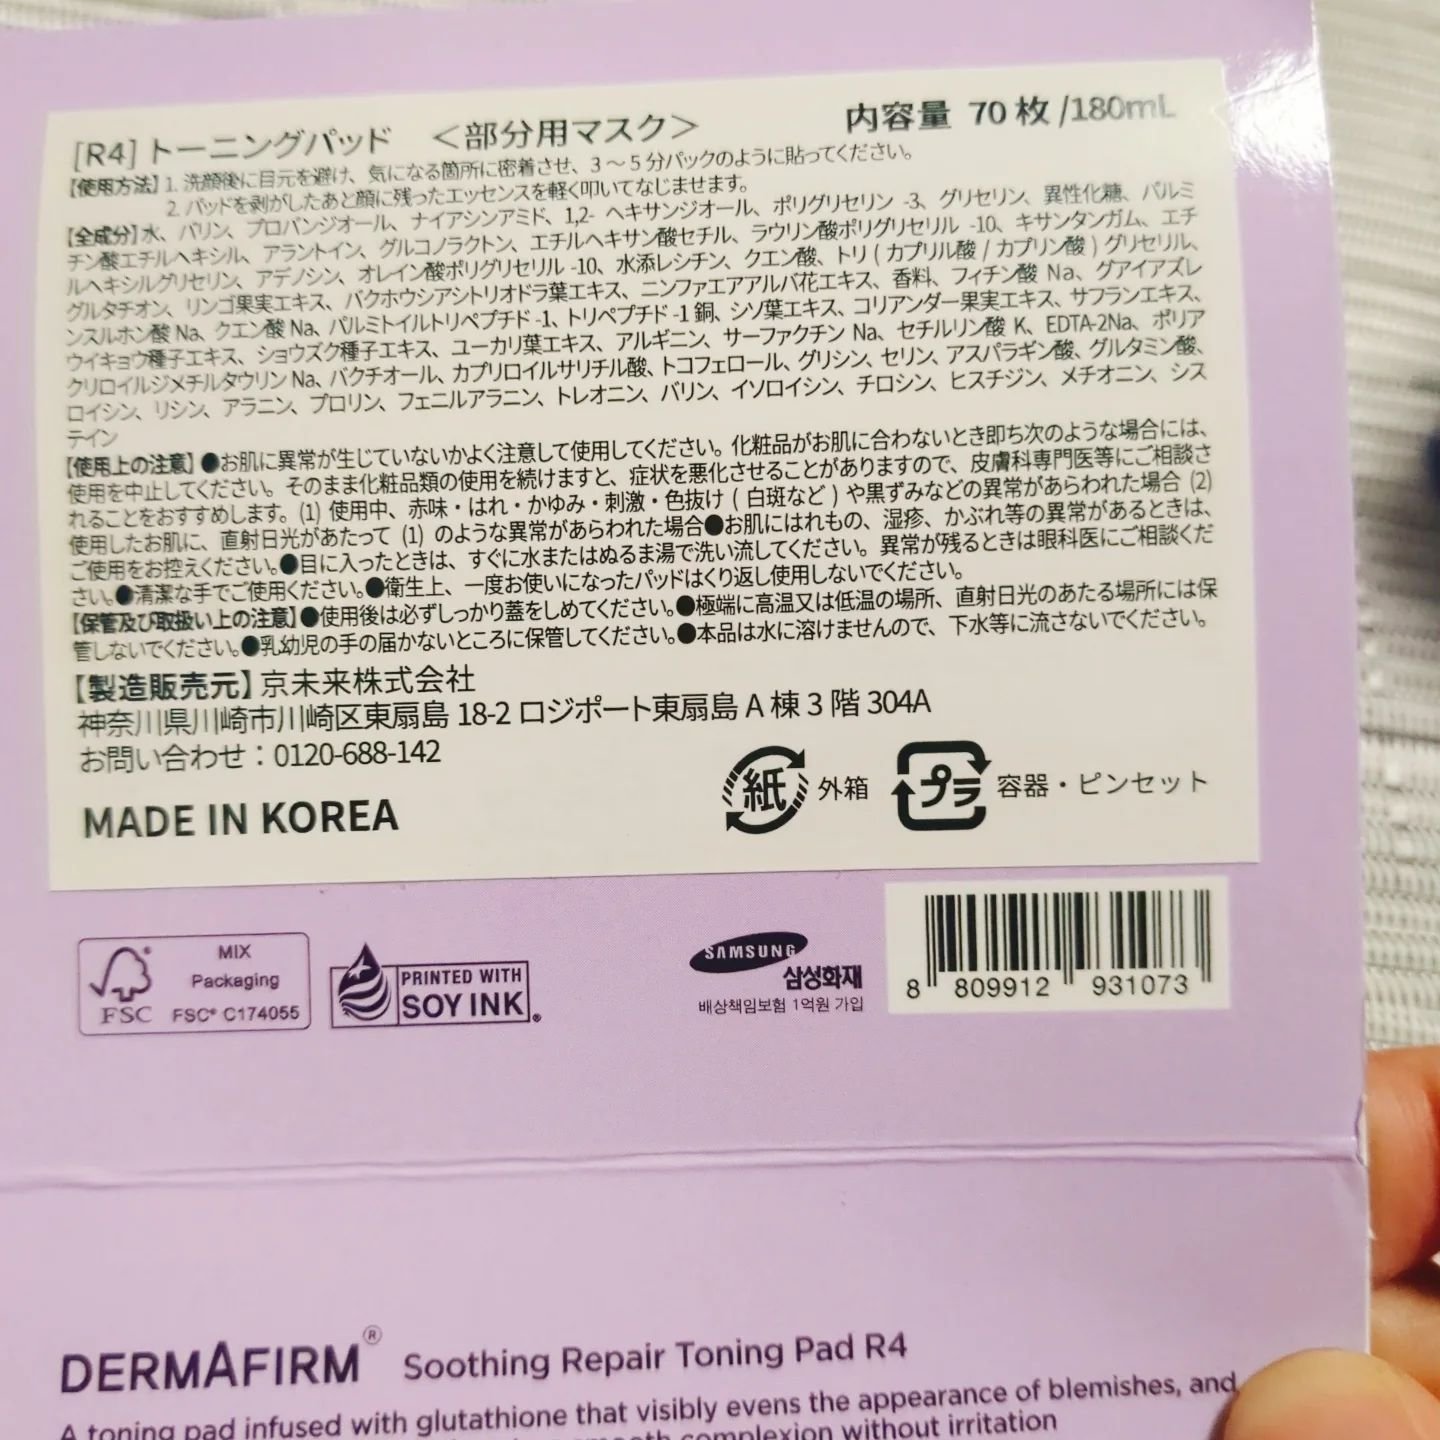 [R4] トーニングパッド　＜部分用マスク＞　内容量 70 枚 /180mL
【使用方法】1. 洗顔後に目元を避け、気になる箇所に密着させ、3～5分パックのように貼ってください。
2. パッドを剥がしたあと顔に残ったエッセンスを軽く叩いてなじませます。
【全成分】水、バリン、プロパンジオール、ナイアシンアミド、1,2- ヘキサンジオール、ポリグリセリン -3、グリセリン、異性化糖、パルミ
チン酸エチルヘキシル、アラントイン、グルコノラクトン、エチルヘキサン酸セチル、ラウリン酸ポリグリセリル -10、キサンタンガム、エチ
ルヘキシルグリセリン、アデノシン、オレイン酸ポリグリセリル -10、水添レシチン、クエン酸、トリ ( カプリル酸 / カプリン酸 ) グリセリル、
グルタチオン、リンゴ果実エキス、バクホウシアシトリオドラ葉エキス、ニンファエアアルバ花エキス、香料、フィチン酸 Na、グアイアズレ
ンスルホン酸 Na、クエン酸 Na、パルミトイルトリペプチド -1、トリペプチド -1 銅、シソ葉エキス、コリアンダー果実エキス、サフランエキス、
ウイキョウ種子エキス、ショウズク種子エキス、ユーカリ葉エキス、アルギニン、サーファクチン Na、セチルリン酸 K、EDTA-2Na、ポリア
クリロイルジメチルタウリン Na、バクチオール、カプリロイルサリチル酸、トコフェロール、グリシン、セリン、アスパラギン酸、グルタミン酸、
ロイシン、リシン、アラニン、プロリン、フェニルアラニン、トレオニン、バリン、イソロイシン、チロシン、ヒスチジン、メチオニン、シス
テイン
【使用上の注意】●お肌に異常が生じていないかよく注意して使用してください。化粧品がお肌に合わないとき即ち次のような場合には、
使用を中止してください。そのまま化粧品類の使用を続けますと、症状を悪化させることがありますので、皮膚科専門医等にご相談さ
れることをおすすめします。(1) 使用中、赤味・はれ・かゆみ・刺激・色抜け ( 白斑など ) や黒ずみなどの異常があらわれた場合 (2)
使用したお肌に、直射日光があたって (1) のような異常があらわれた場合●お肌にはれもの、湿疹、かぶれ等の異常があるときは、
ご使用をお控えください。●目に入ったときは、すぐに水またはぬるま湯で洗い流してください。異常が残るときは眼科医にご相談くだ
さい。●清潔な手でご使用ください。●衛生上、一度お使いになったパッドはくり返し使用しないでください。
【保管及び取扱い上の注意】●使用後は必ずしっかり蓋をしめてください。●極端に高温又は低温の場所、直射日光のあたる場所には保
管しないでください。●乳幼児の手の届かないところに保管してください。●本品は水に溶けませんので、下水等に流さないでください。
【製造販売元】京未来株式会社
神奈川県川崎市川崎区東扇島 18-2 ロジポート東扇島 A 棟 3 階 304A
お問い合わせ：0120-688-142
紙 外箱 プラ 容器・ピンセット
MADE IN KOREA
FSC MIX Packaging FSC® C174055
PRINTED WITH SOY INK
SAMSUNG
삼성화재
배상책임보험 1억원 가입
8 809912 931073
DERMAFIRM® Soothing Repair Toning Pad R4
A toning pad infused with glutathione that visibly evens the appearance of blemishes, and
smooth complexion without irritation